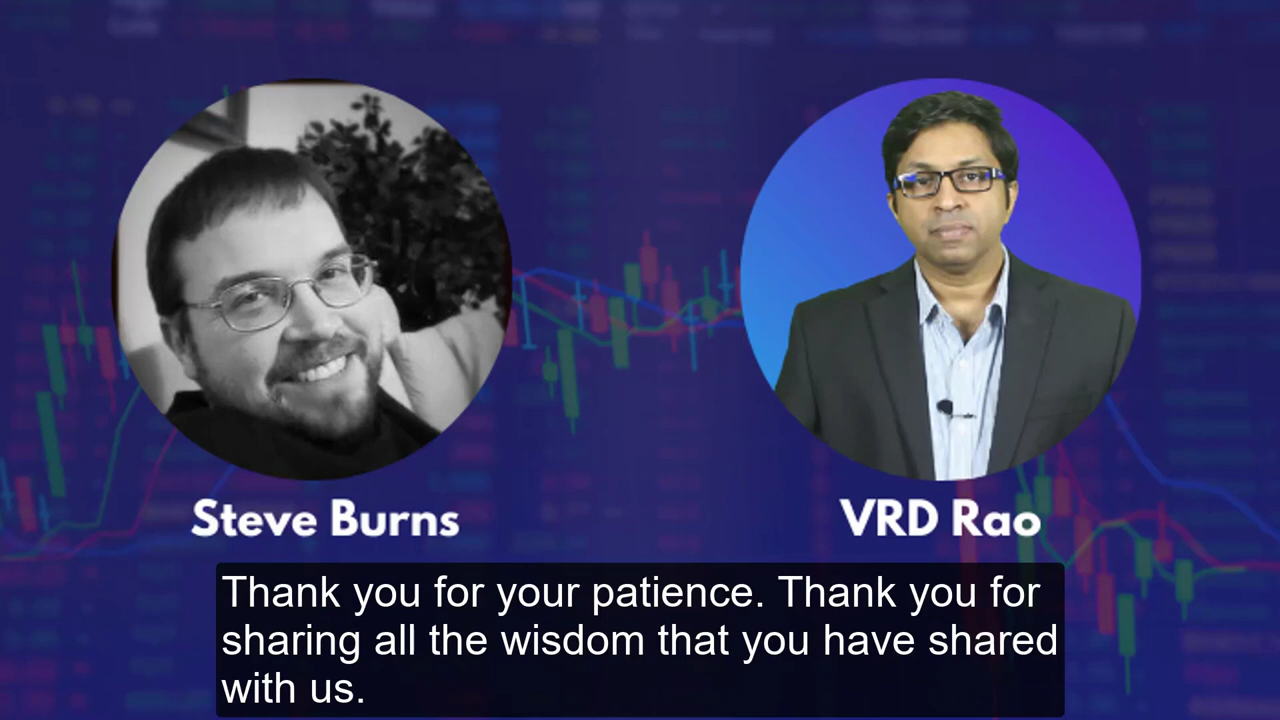 Steve Burns
VRD Rao
Thank you for your patience. Thank you for
sharing all the wisdom that you have shared
with us.